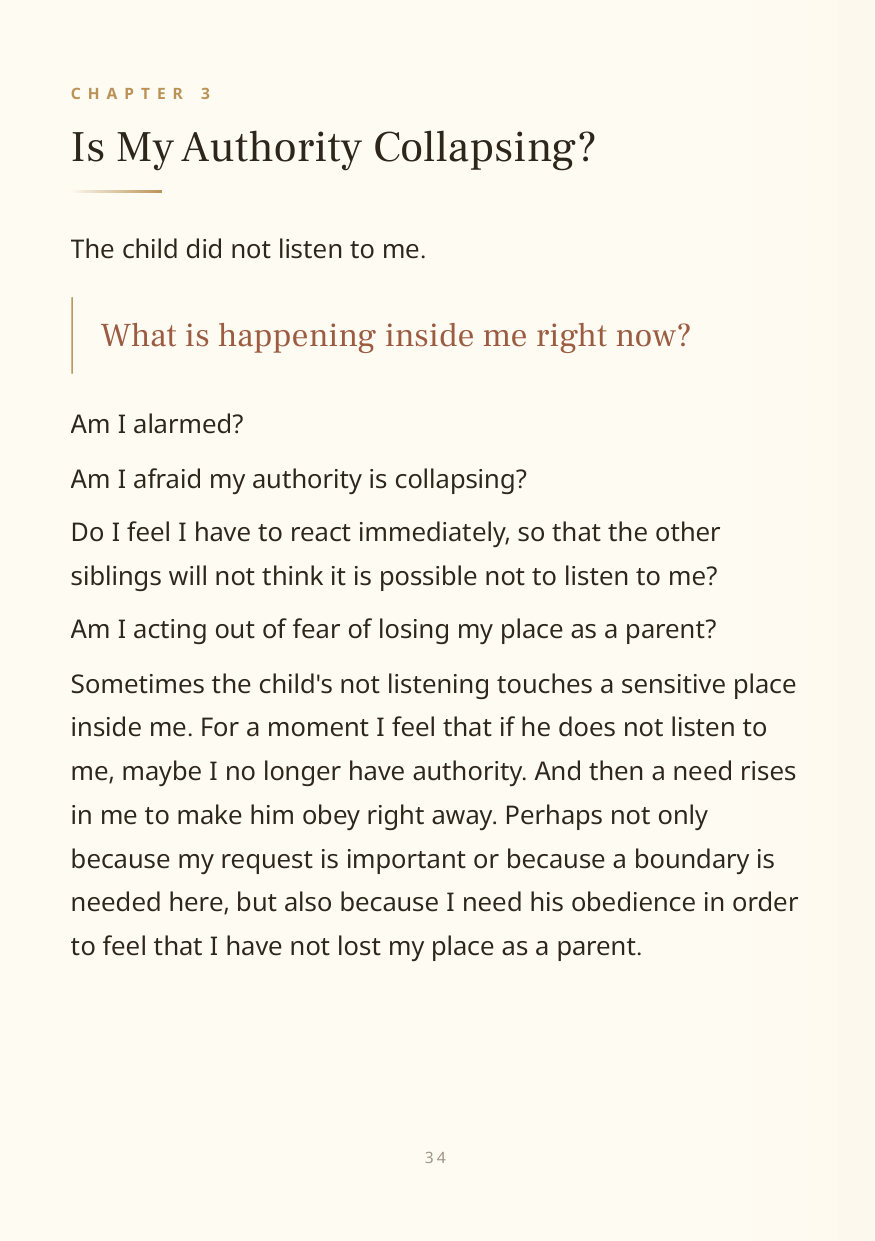 CHAPTER 3
Is My Authority Collapsing?
The child did not listen to me.
What is happening inside me right now?
Am I alarmed?
Am I afraid my authority is collapsing?
Do I feel I have to react immediately, so that the other
siblings will not think it is possible not to listen to me?
Am I acting out of fear of losing my place as a parent?
Sometimes the child's not listening touches a sensitive place
inside me. For a moment I feel that if he does not listen to
me, maybe I no longer have authority. And then a need rises
in me to make him obey right away. Perhaps not only
because my request is important or because a boundary is
needed here, but also because I need his obedience in order
to feel that I have not lost my place as a parent.
34